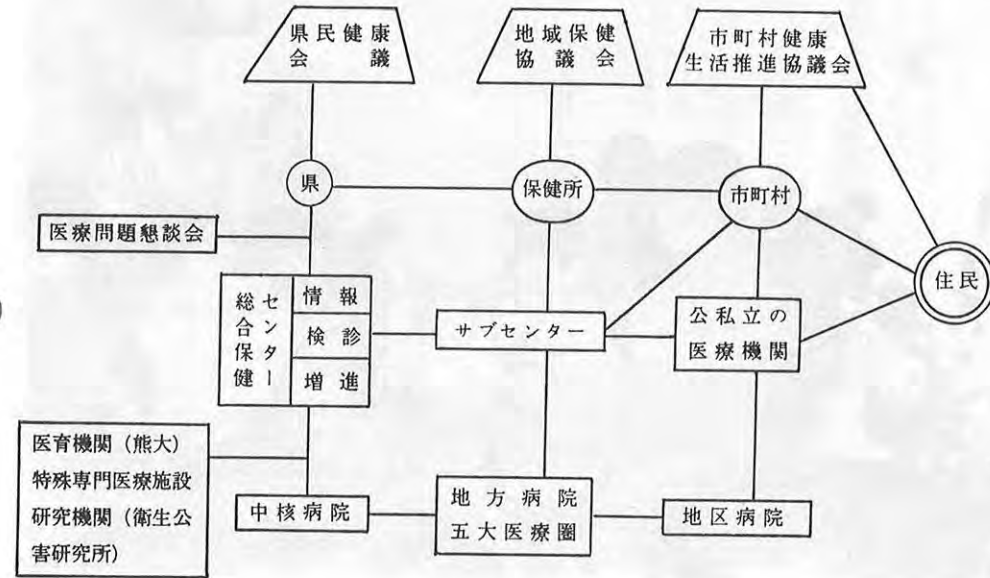 県民健康
会議
地域保健
協議会
市町村健康
生活推進協議会
県
保健所
市町村
医療問題懇談会
住民
総合保健
センター
情報
検診
増進
サブセンター
公私立の
医療機関
医育機関（熊大）
特殊専門医療施設
研究機関（衛生公
害研究所）
中核病院
地方病院
五大医療圏
地区病院